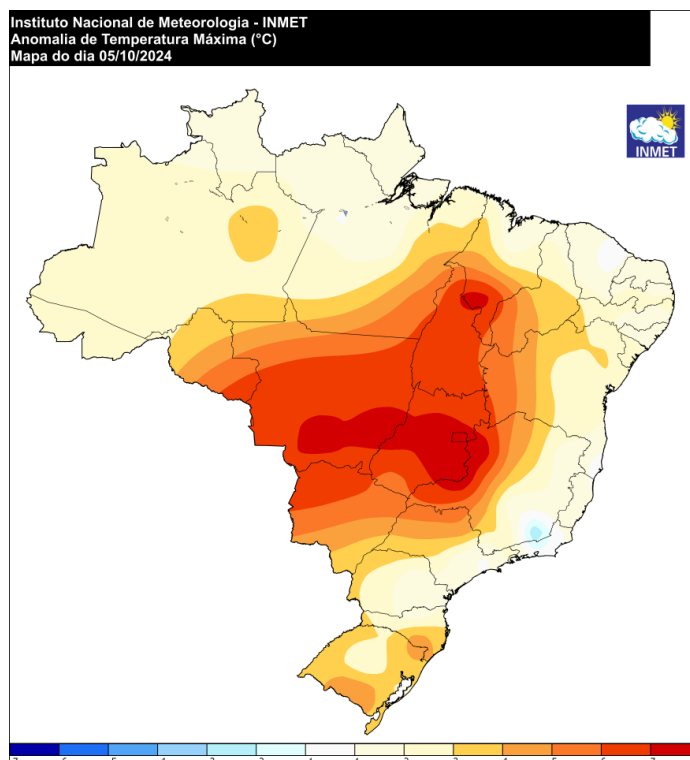 Instituto Nacional de Meteorologia - INMET
Anomalia de Temperatura Máxima (°C)
Mapa do dia 05/10/2024
INMET